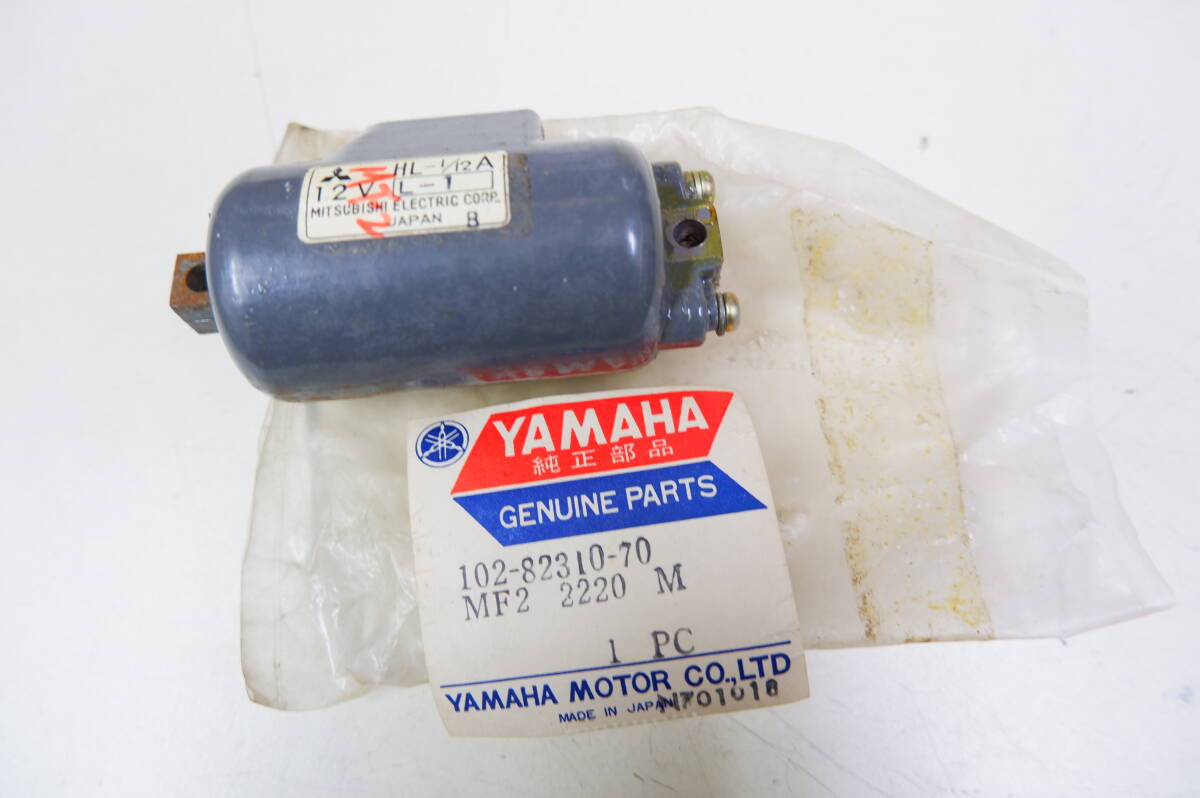 HL-1/12A
12V L-1
MITSUBISHI ELECTRIC CORP.
JAPAN 8
YAMAHA
純正部品
GENUINE PARTS
102-82310-70
MF2 2220 M
1 PC
YAMAHA MOTOR CO.,LTD
MADE IN JAPAN